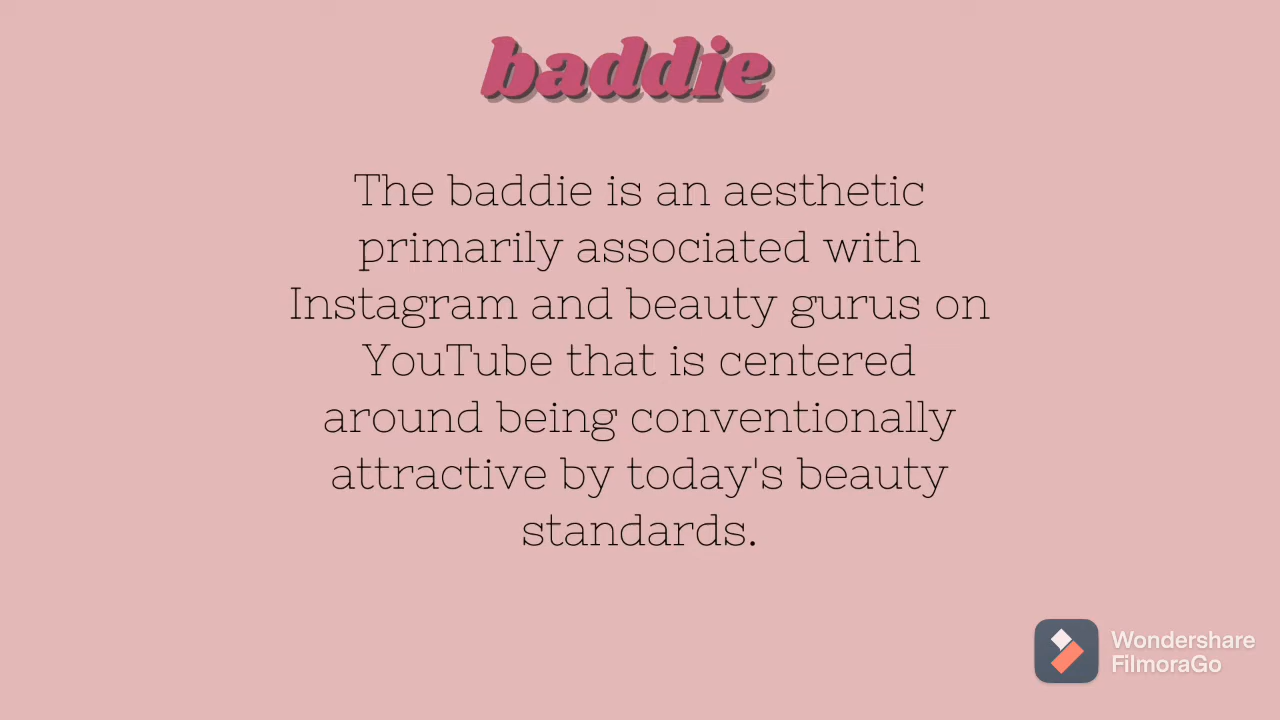 baddie
The baddie is an aesthetic
primarily associated with
Instagram and beauty gurus on
YouTube that is centered
around being conventionally
attractive by today's beauty
standards.
Wondershare
FilmoraGo